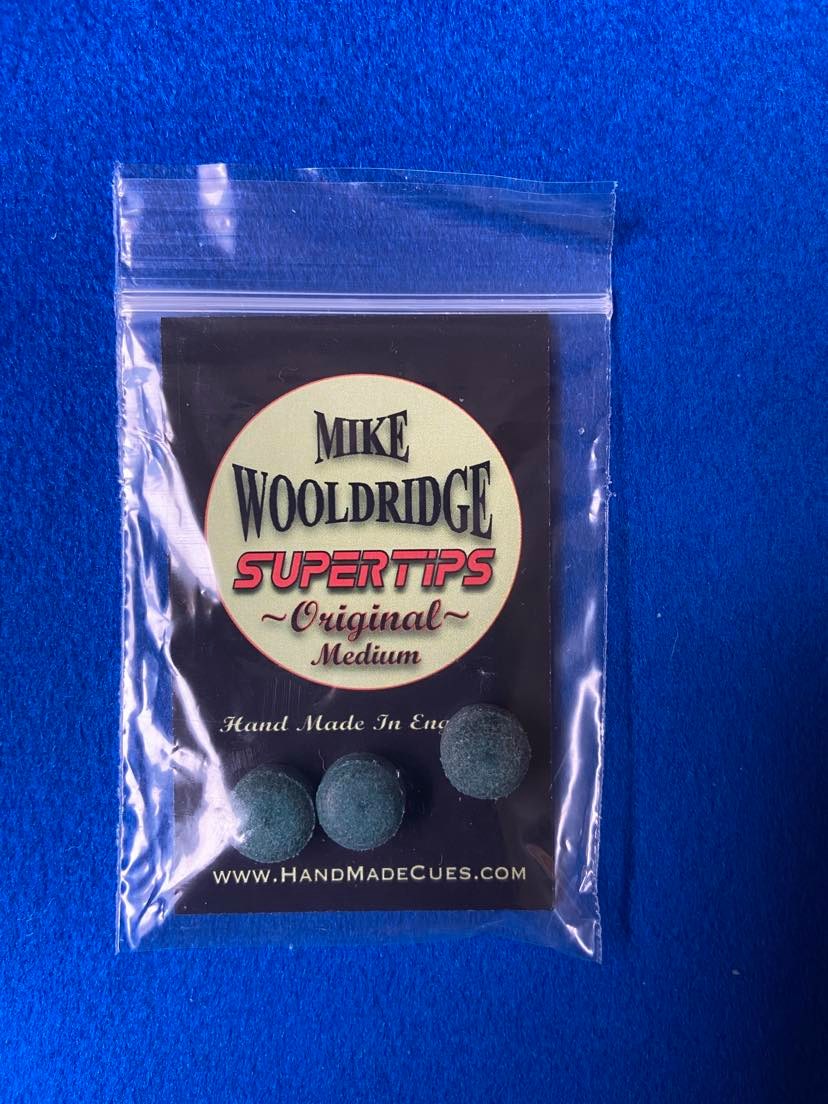 MIKE
WOOLDRIDGE
SUPERTIPS
~Original~
Medium
Hand Made In Eng
WWW.HANDMADECUES.COM